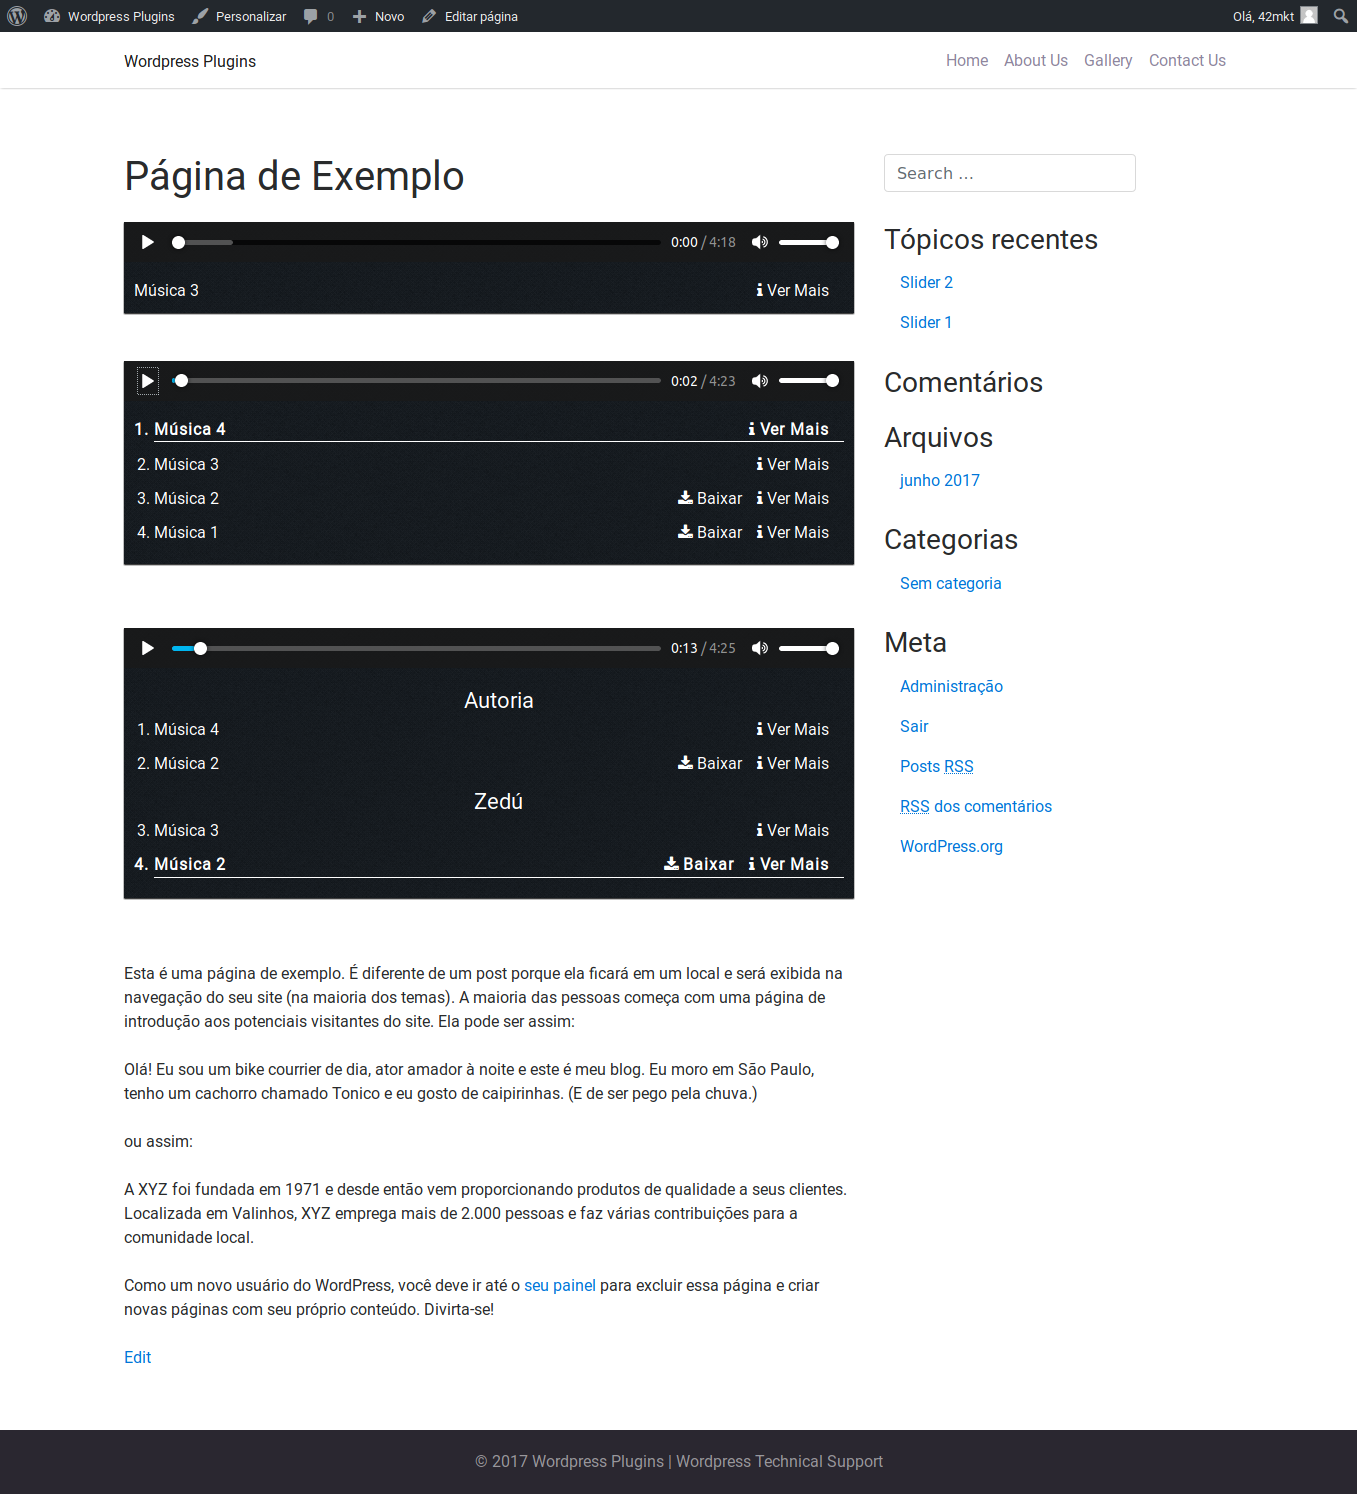 Wordpress Plugins Personalizar 0 Novo Editar página Olá, 42mkt
Wordpress Plugins Home About Us Gallery Contact Us
Página de Exemplo
0:00 / 4:18
Música 3 Ver Mais
0:02 / 4:23
1. Música 4 Ver Mais
2. Música 3 Ver Mais
3. Música 2 Baixar Ver Mais
4. Música 1 Baixar Ver Mais
0:13 / 4:25
Autoria
1. Música 4 Ver Mais
2. Música 2 Baixar Ver Mais
Zedú
3. Música 3 Ver Mais
4. Música 2 Baixar Ver Mais
Esta é uma página de exemplo. É diferente de um post porque ela ficará em um local e será exibida na
navegação do seu site (na maioria dos temas). A maioria das pessoas começa com uma página de
introdução aos potenciais visitantes do site. Ela pode ser assim:
Olá! Eu sou um bike courrier de dia, ator amador à noite e este é meu blog. Eu moro em São Paulo,
tenho um cachorro chamado Tonico e eu gosto de caipirinhas. (E de ser pego pela chuva.)
ou assim:
A XYZ foi fundada em 1971 e desde então vem proporcionando produtos de qualidade a seus clientes.
Localizada em Valinhos, XYZ emprega mais de 2.000 pessoas e faz várias contribuições para a
comunidade local.
Como um novo usuário do WordPress, você deve ir até o seu painel para excluir essa página e criar
novas páginas com seu próprio conteúdo. Divirta-se!
Edit
Search …
Tópicos recentes
Slider 2
Slider 1
Comentários
Arquivos
junho 2017
Categorias
Sem categoria
Meta
Administração
Sair
Posts RSS
RSS dos comentários
WordPress.org
© 2017 Wordpress Plugins | Wordpress Technical Support